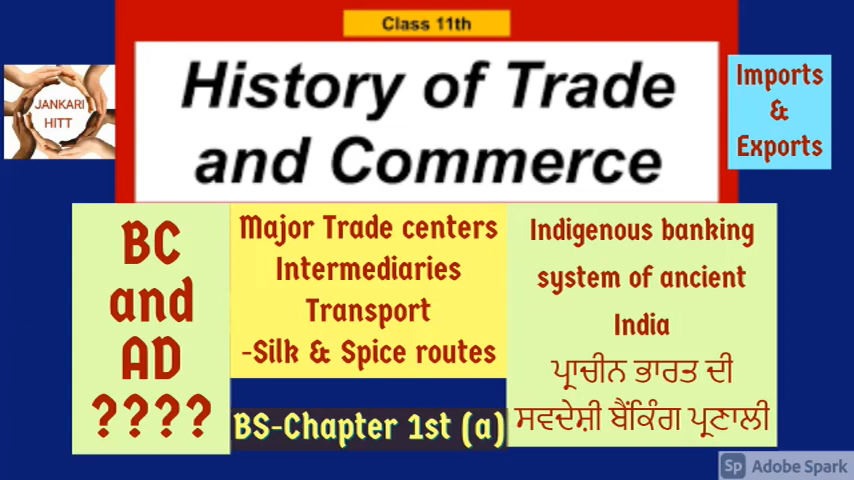 Class 11th
History of Trade
and Commerce
JANKARI
HITT
Imports
&
Exports
BC
and
AD
????
Major Trade centers
Intermediaries
Transport
-Silk & Spice routes
BS-Chapter 1st (a)
Indigenous banking
system of ancient
India
ਪ੍ਰਾਚੀਨ ਭਾਰਤ ਦੀ
ਸਵਦੇਸ਼ੀ ਬੈਂਕਿੰਗ ਪ੍ਰਣਾਲੀ
Sp Adobe Spark